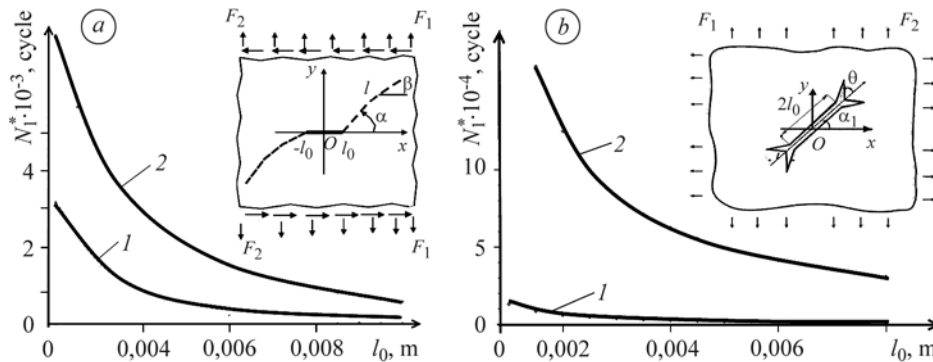 a
N₁*·10⁻³, cycle
4
2
0
2
1
0
0,004
0,006
0,008
l₀, m
F₂
F₁
y
l
β
α
-l₀
O
l₀
x
F₂
F₁
b
N₁*·10⁻⁴, cycle
10
5
0
2
1
0
0,002
0,004
0,006
l₀, m
F₁
F₂
y
θ
2l₀
α₁
O
x